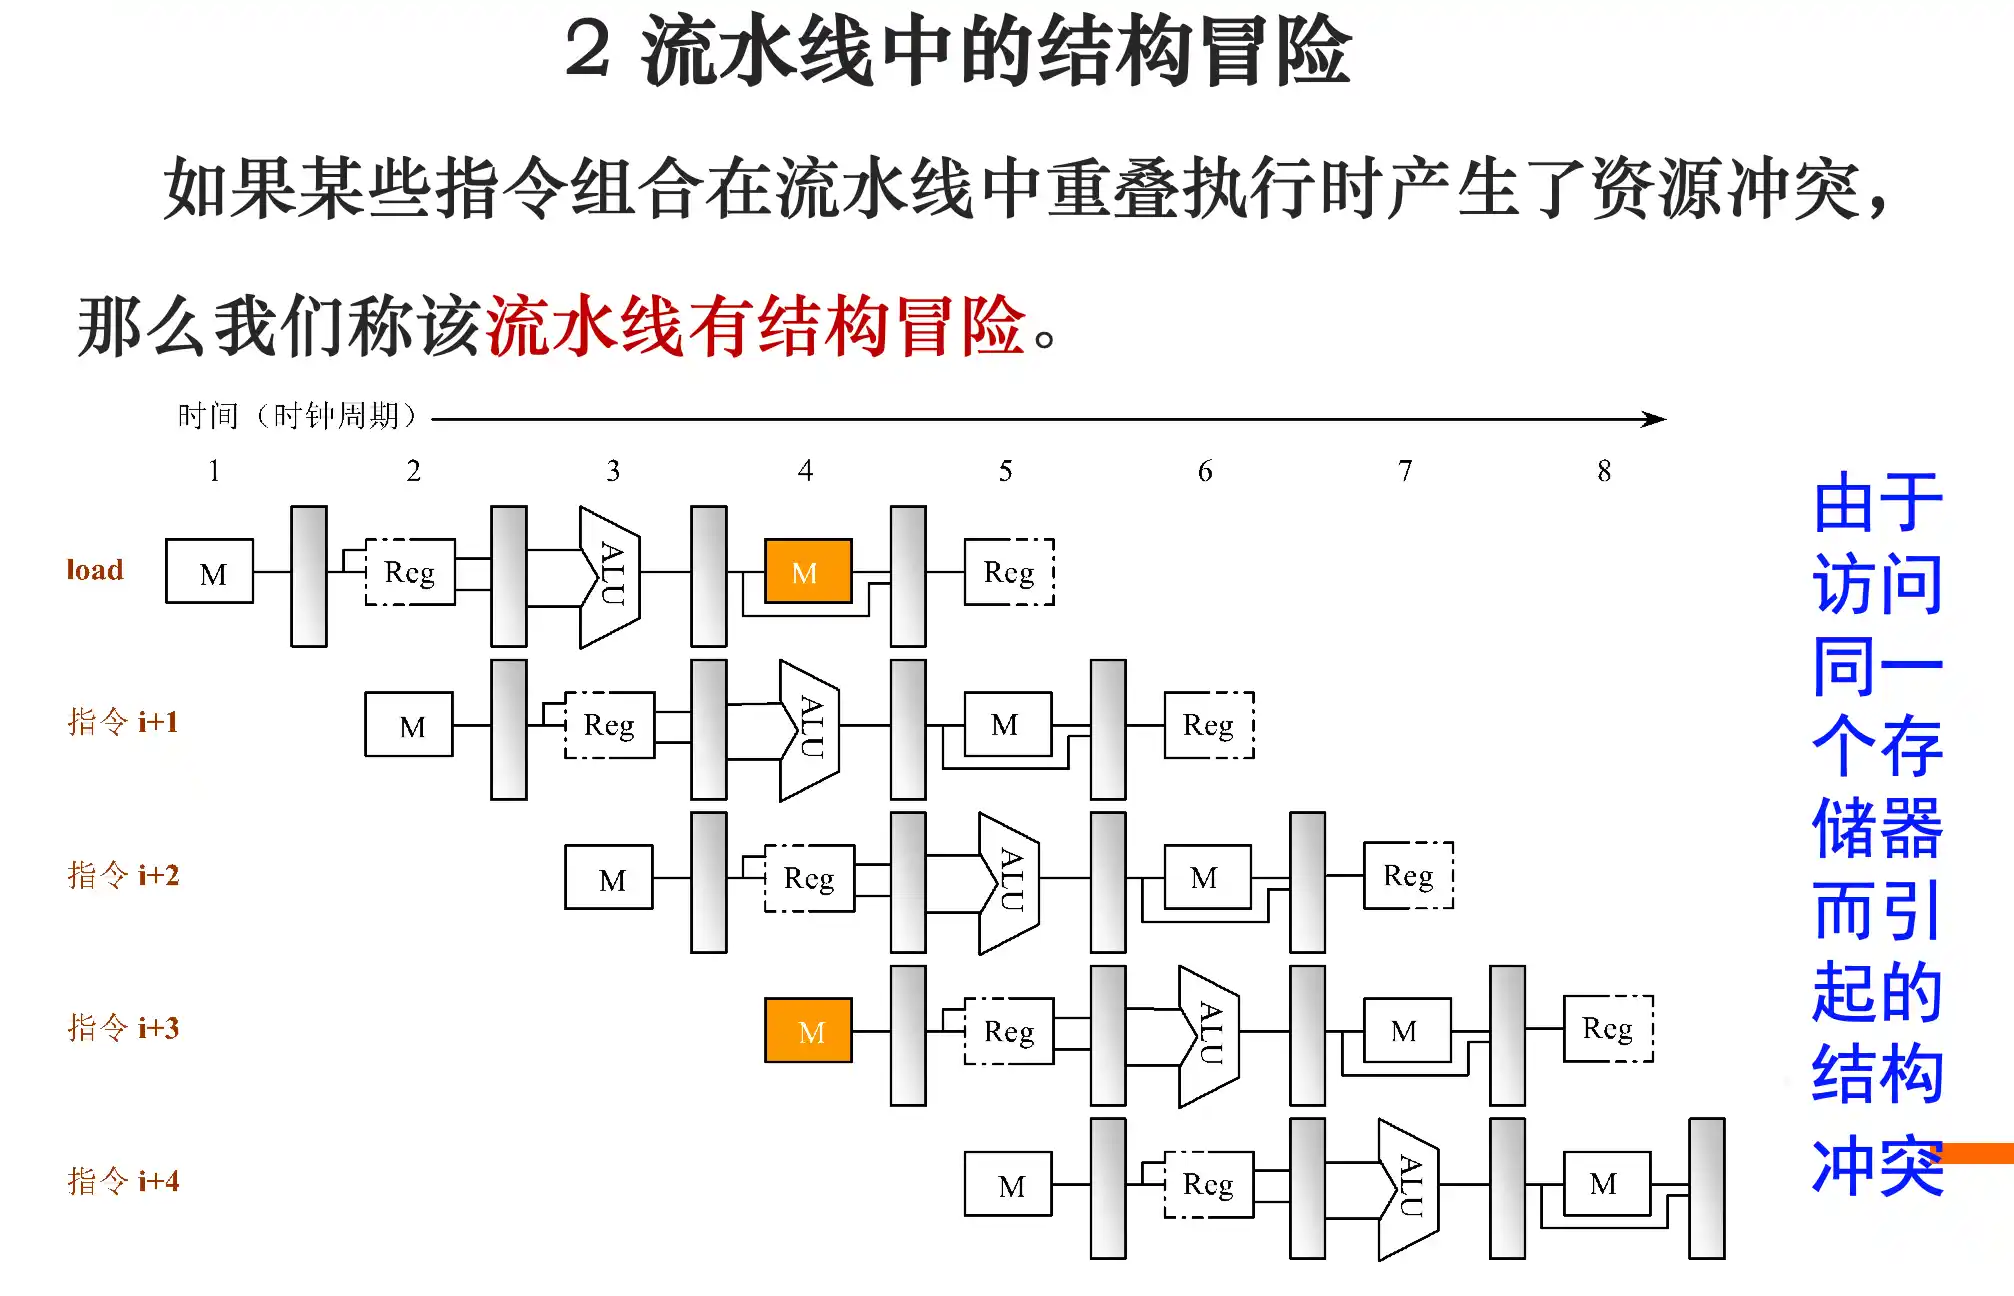 2 流水线中的结构冒险
如果某些指令组合在流水线中重叠执行时产生了资源冲突，
那么我们称该流水线有结构冒险。
时间（时钟周期）
1 2 3 4 5 6 7 8
load M Reg ALU M Reg
指令 i+1 M Reg ALU M Reg
指令 i+2 M Reg ALU M Reg
指令 i+3 M Reg ALU M Reg
指令 i+4 M Reg ALU M
由于
访问
同一
个存
储器
而引
起的
结构
冲突